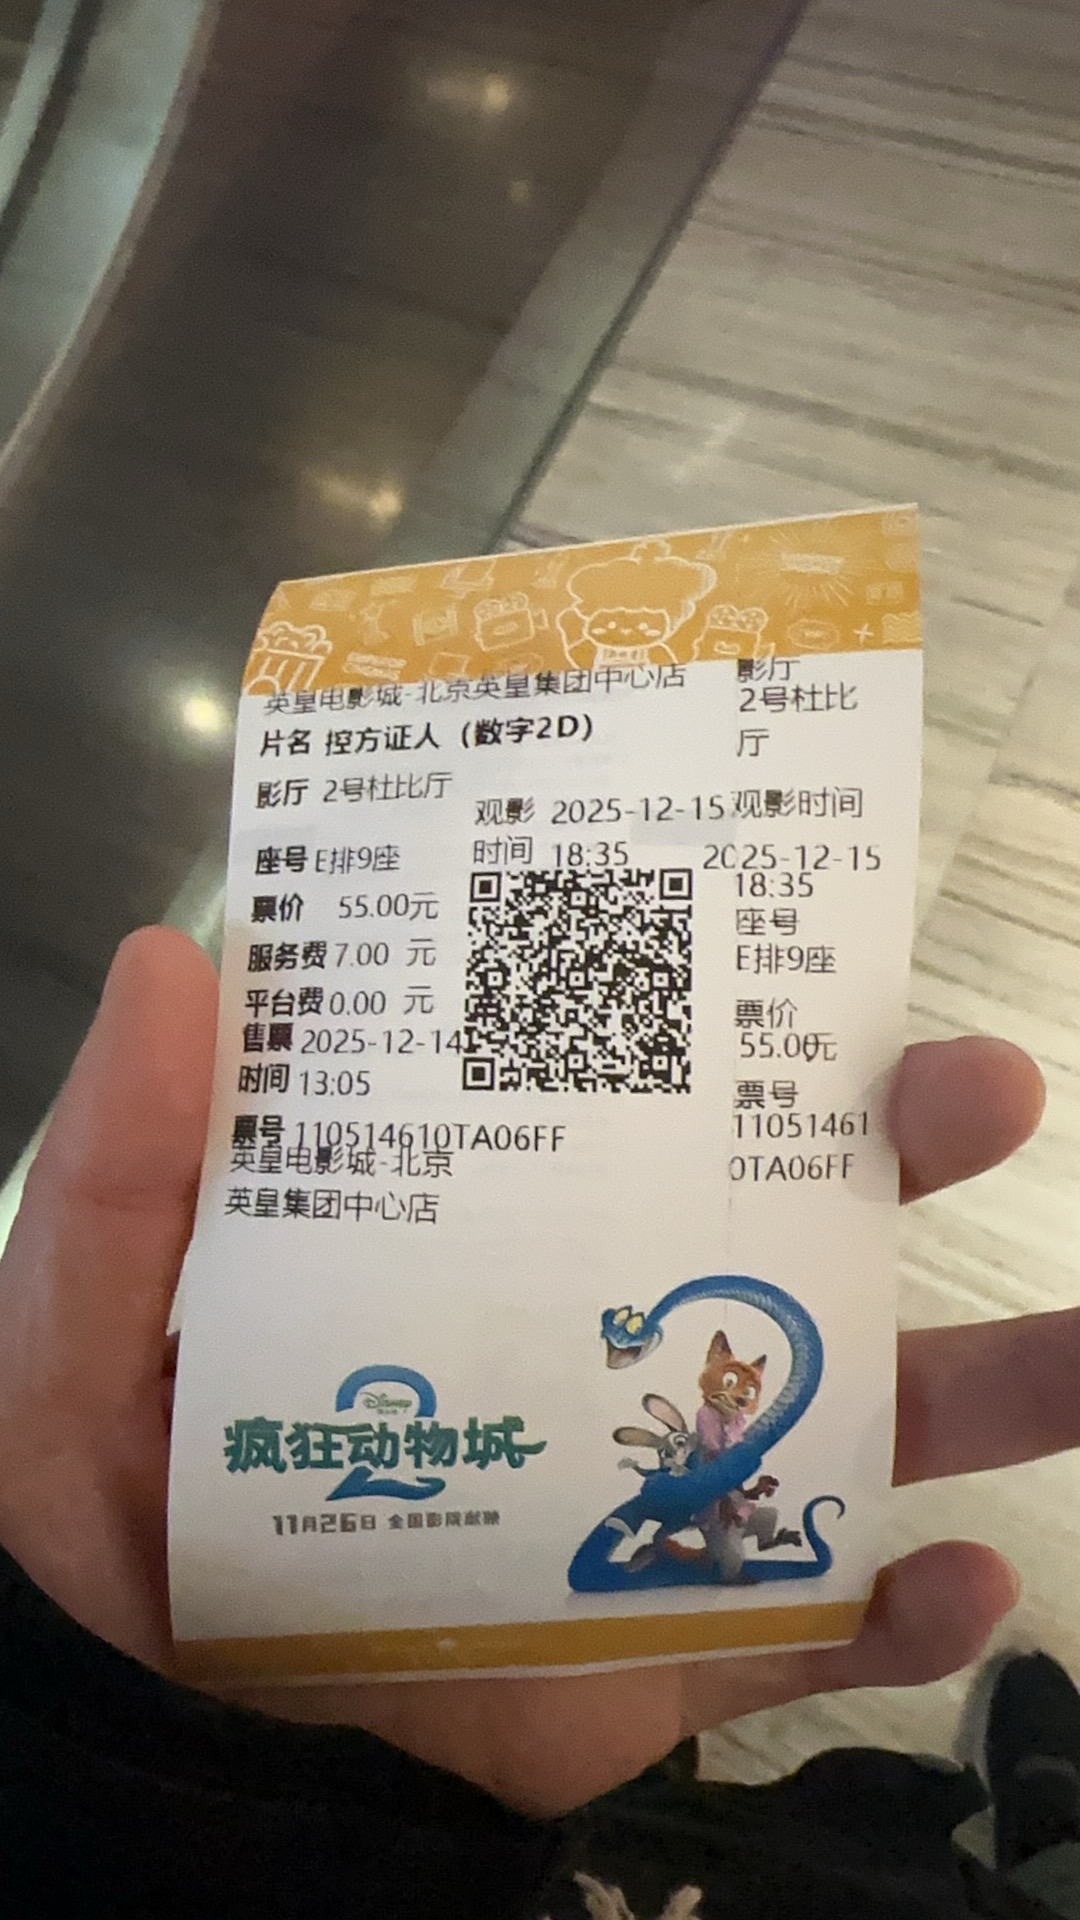 英皇电影城-北京英皇集团中心店
片名 控方证人（数字2D）
影厅 2号杜比厅
观影 2025-12-15
时间 18:35
座号 E排9座
票价 55.00元
服务费 7.00 元
平台费 0.00 元
售票 2025-12-14
时间 13:05
票号 110514610TA06FF
英皇电影城-北京
英皇集团中心店
影厅
2号杜比
厅
观影时间
2025-12-15
18:35
座号
E排9座
票价
55.00元
票号
11051461
0TA06FF
Disney
疯狂动物城
2
11月26日 全国影院献映